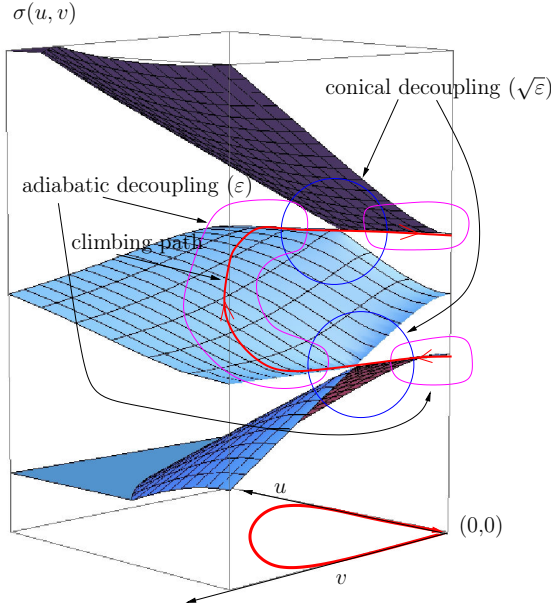 σ(u, v)
conical decoupling (√ε)
adiabatic decoupling (ε)
climbing path
u
(0,0)
v